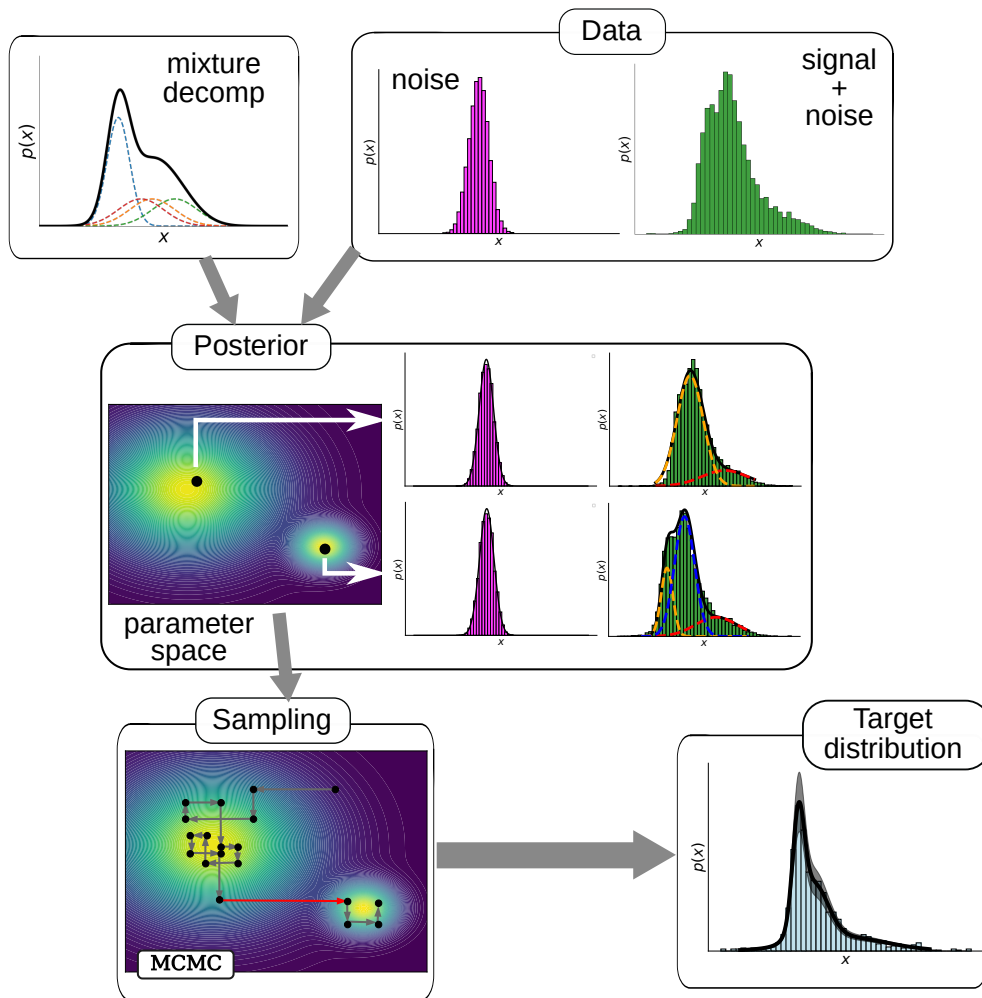 mixture
decomp
p(x)
x
Data
noise
p(x)
x
signal
+
noise
p(x)
x
Posterior
p(x)
x
p(x)
x
p(x)
x
p(x)
x
parameter
space
Sampling
MCMC
Target
distribution
p(x)
x